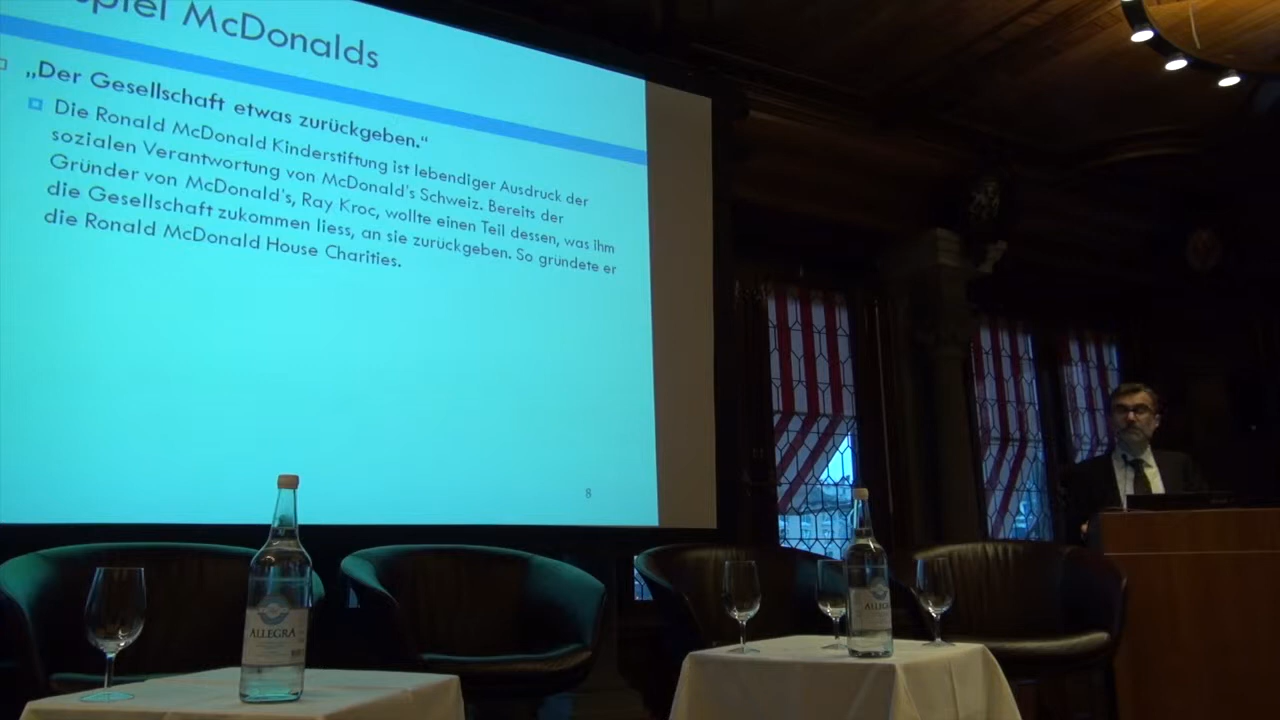 spiel McDonalds
„Der Gesellschaft etwas zurückgeben.“
Die Ronald McDonald Kinderstiftung ist lebendiger Ausdruck der
sozialen Verantwortung von McDonald's Schweiz. Bereits der
Gründer von McDonald's, Ray Kroc, wollte einen Teil dessen, was ihm
die Gesellschaft zukommen liess, an sie zurückgeben. So gründete er
die Ronald McDonald House Charities.
8
ALLEGRA
ALLEGRA